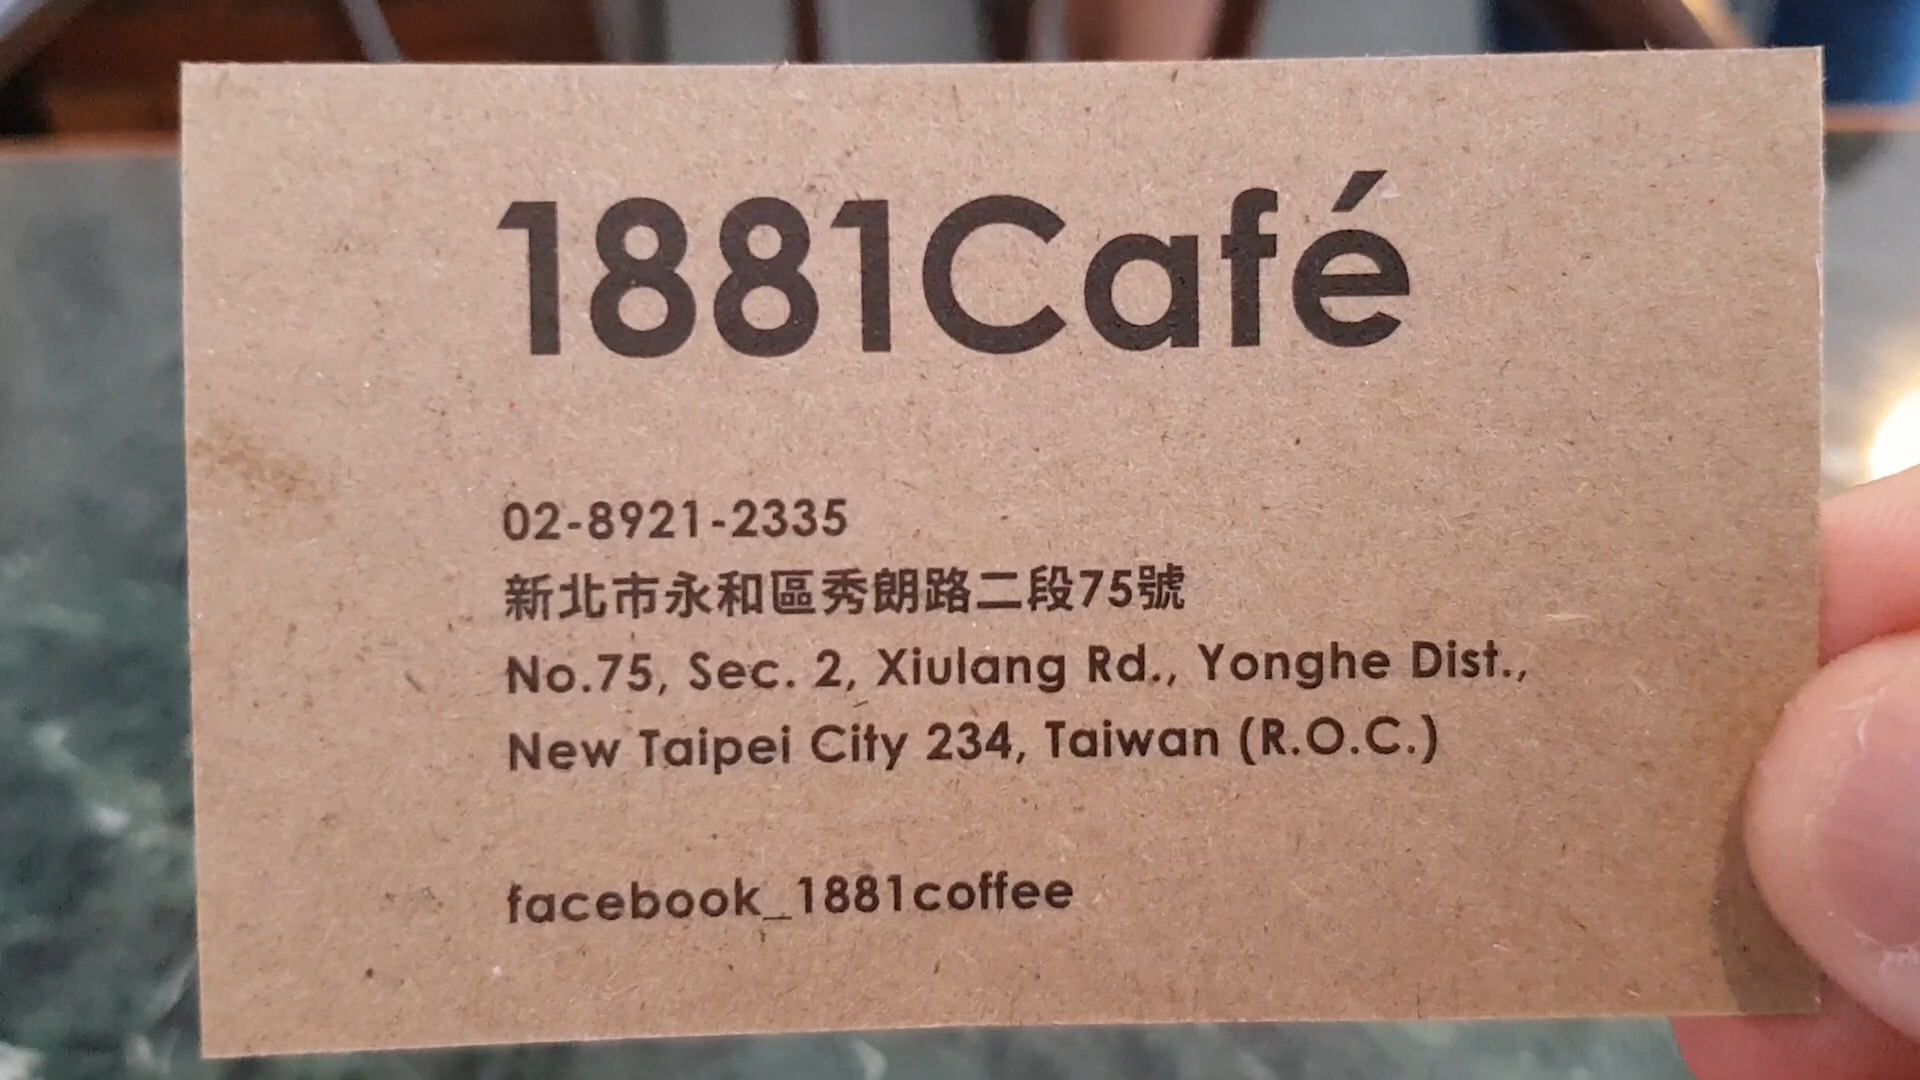 1881Café
02-8921-2335
新北市永和區秀朗路二段75號
No.75, Sec. 2, Xiulang Rd., Yonghe Dist.,
New Taipei City 234, Taiwan (R.O.C.)
facebook_1881coffee